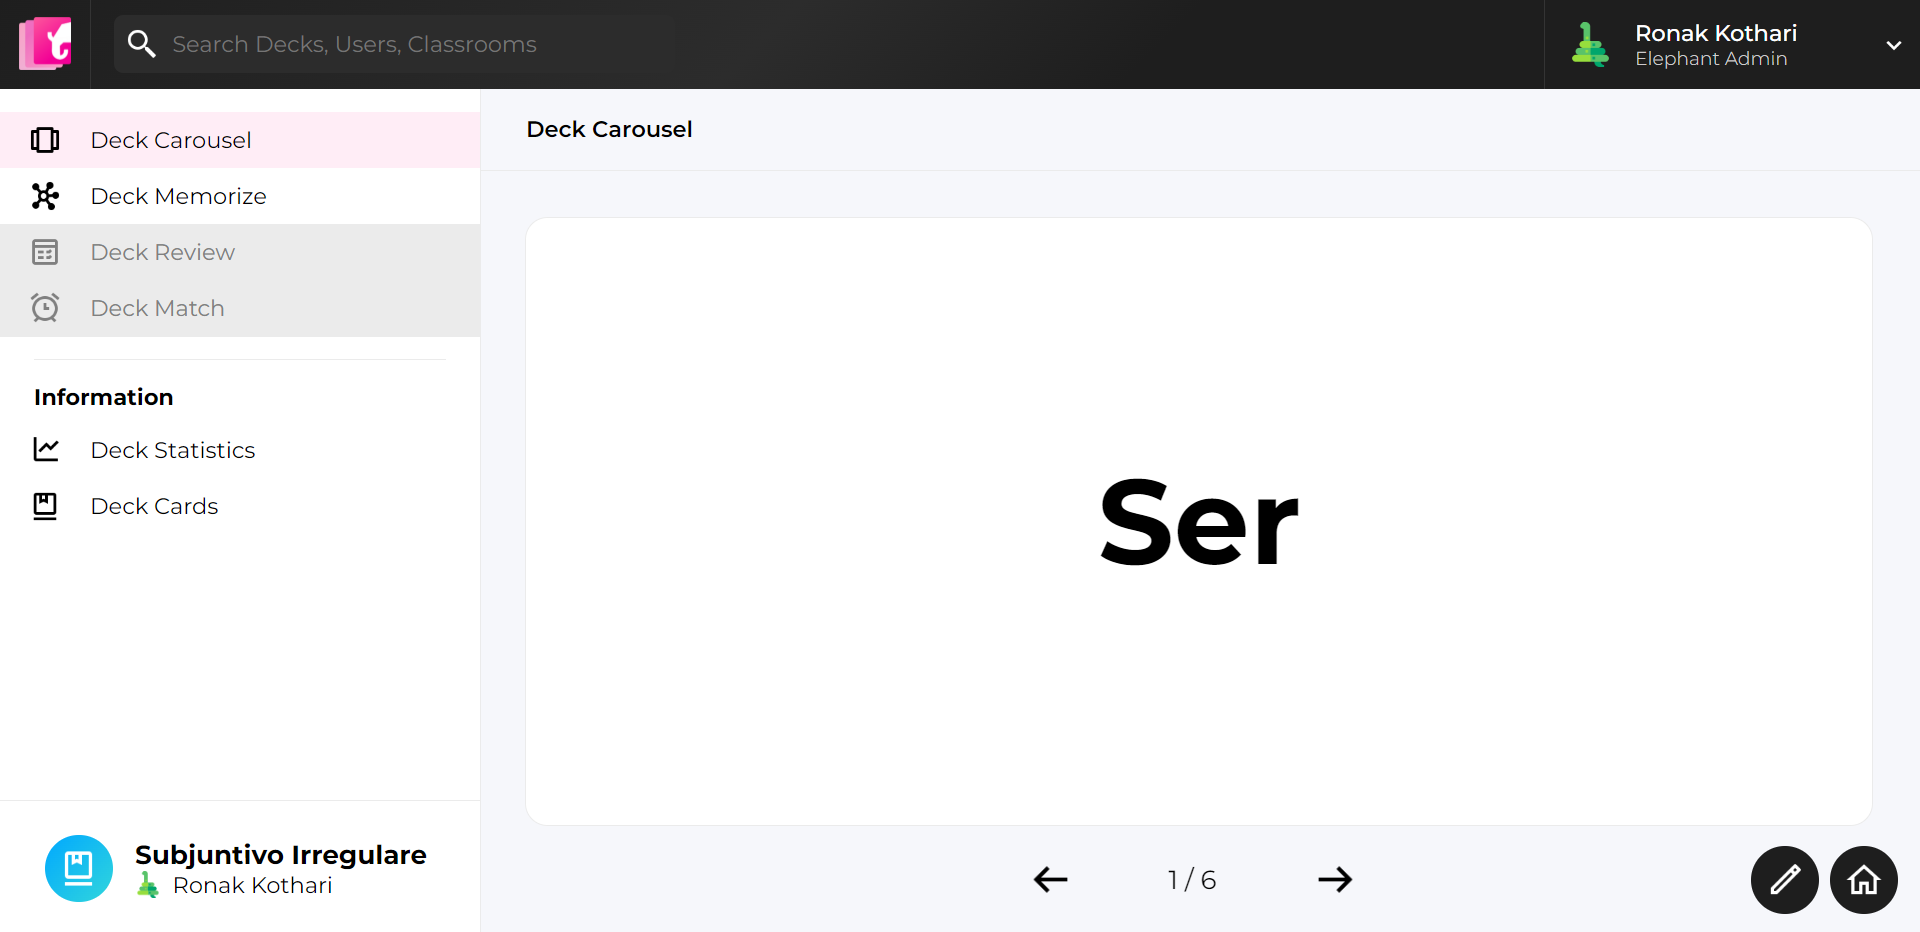 Search Decks, Users, Classrooms
Ronak Kothari
Elephant Admin
Deck Carousel
Deck Memorize
Deck Review
Deck Match
Information
Deck Statistics
Deck Cards
Subjuntivo Irregulare
Ronak Kothari
Deck Carousel
Ser
1 / 6